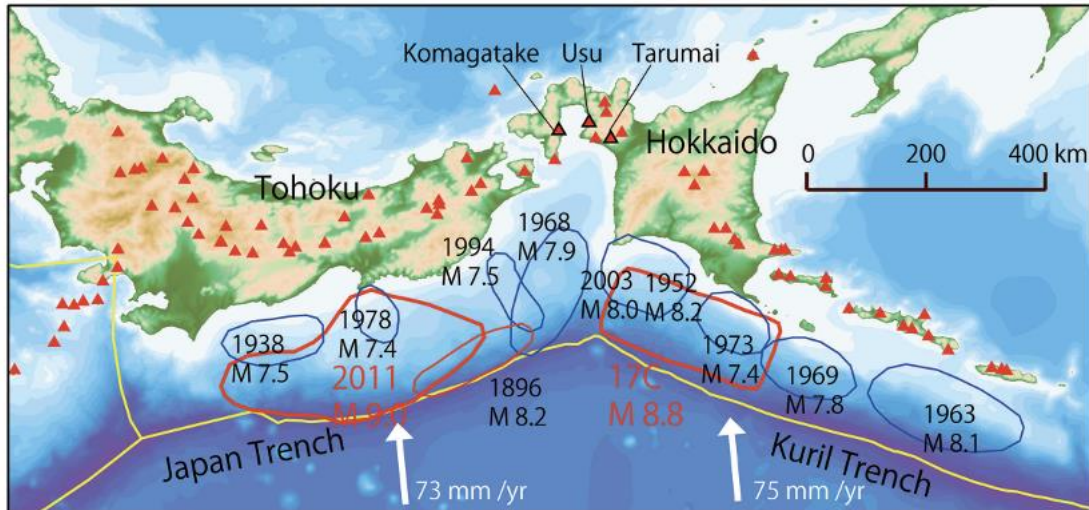 Komagatake
Usu
Tarumai
Hokkaido
0 200 400 km
Tohoku
1968
M 7.9
1994
M 7.5
2003
M 8.0
1952
M 8.2
1978
M 7.4
1938
M 7.5
1973
M 7.4
2011
M 9.0
1896
M 8.2
17C
M 8.8
1969
M 7.8
1963
M 8.1
Japan Trench
Kuril Trench
73 mm /yr
75 mm /yr